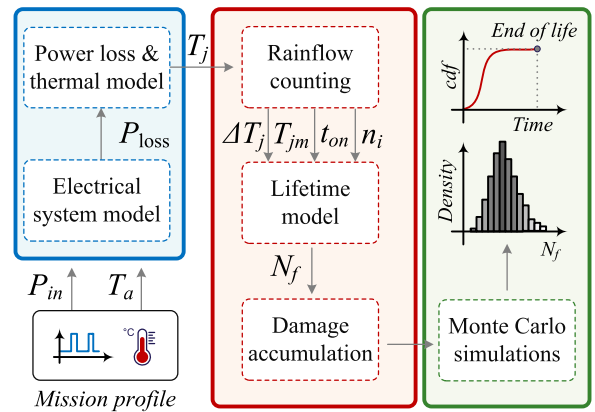 Power loss &
thermal model
P_loss
Electrical
system model
P_in
T_a
°C
Mission profile
T_j
Rainflow
counting
ΔT_j T_jm t_on n_i
Lifetime
model
N_f
Damage
accumulation
End of life
cdf
Time
Density
N_f
Monte Carlo
simulations